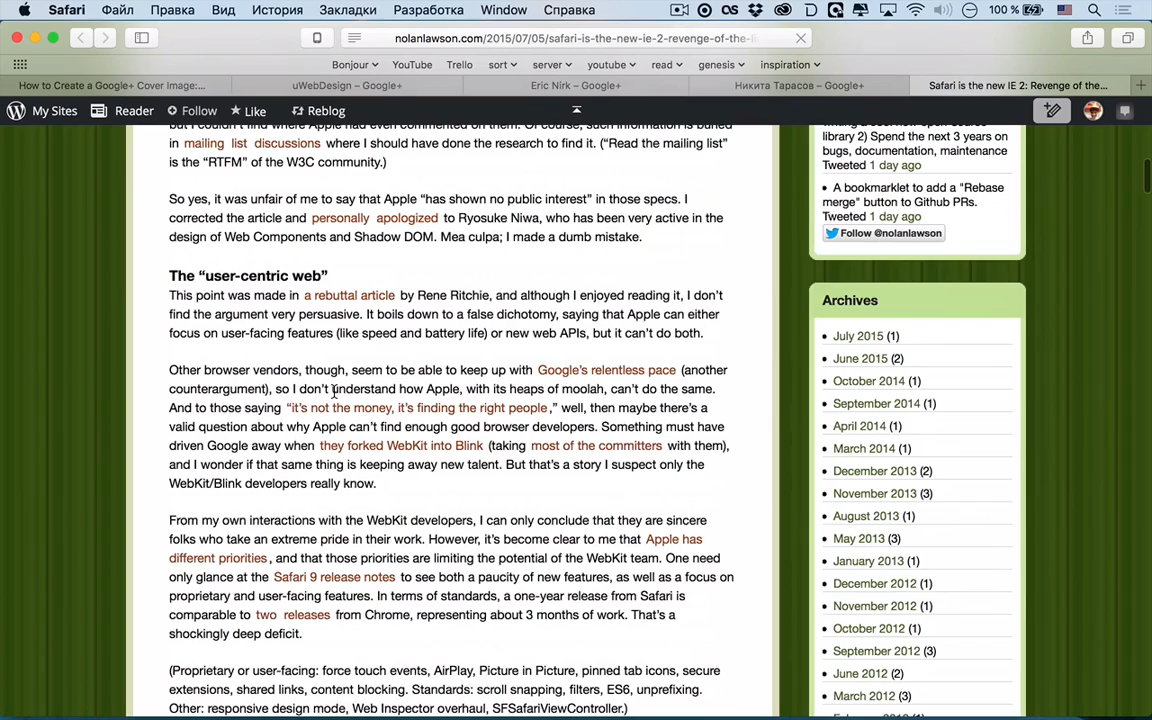 Safari Файл Правка Вид История Закладки Разработка Window Справка 100 %
nolanlawson.com/2015/07/05/safari-is-the-new-ie-2-revenge-of-the-li
Bonjour YouTube Trello sort server youtube read genesis inspiration
How to Create a Google+ Cover Image:... uWebDesign – Google+ Eric Nirk – Google+ Никита Тарасов – Google+ Safari is the new IE 2: Revenge of the...
My Sites Reader Follow Like Reblog
but I couldn't find where Apple had even commented on them. Of course, such information is buried
in mailing list discussions where I should have done the research to find it. (“Read the mailing list”
is the “RTFM” of the W3C community.)
So yes, it was unfair of me to say that Apple “has shown no public interest” in those specs. I
corrected the article and personally apologized to Ryosuke Niwa, who has been very active in the
design of Web Components and Shadow DOM. Mea culpa; I made a dumb mistake.
The “user-centric web”
This point was made in a rebuttal article by Rene Ritchie, and although I enjoyed reading it, I don’t
find the argument very persuasive. It boils down to a false dichotomy, saying that Apple can either
focus on user-facing features (like speed and battery life) or new web APIs, but it can’t do both.
Other browser vendors, though, seem to be able to keep up with Google’s relentless pace (another
counterargument), so I don’t understand how Apple, with its heaps of moolah, can’t do the same.
And to those saying “it’s not the money, it’s finding the right people,” well, then maybe there’s a
valid question about why Apple can’t find enough good browser developers. Something must have
driven Google away when they forked WebKit into Blink (taking most of the committers with them),
and I wonder if that same thing is keeping away new talent. But that’s a story I suspect only the
WebKit/Blink developers really know.
From my own interactions with the WebKit developers, I can only conclude that they are sincere
folks who take an extreme pride in their work. However, it’s become clear to me that Apple has
different priorities, and that those priorities are limiting the potential of the WebKit team. One need
only glance at the Safari 9 release notes to see both a paucity of new features, as well as a focus on
proprietary and user-facing features. In terms of standards, a one-year release from Safari is
comparable to two releases from Chrome, representing about 3 months of work. That’s a
shockingly deep deficit.
(Proprietary or user-facing: force touch events, AirPlay, Picture in Picture, pinned tab icons, secure
extensions, shared links, content blocking. Standards: scroll snapping, filters, ES6, unprefixing.
Other: responsive design mode, Web Inspector overhaul, SFSafariViewController.)
library 2) Spend the next 3 years on
bugs, documentation, maintenance
Tweeted 1 day ago
A bookmarklet to add a "Rebase
merge" button to Github PRs.
Tweeted 1 day ago
Follow @nolanlawson
Archives
July 2015 (1)
June 2015 (2)
October 2014 (1)
September 2014 (1)
April 2014 (1)
March 2014 (1)
December 2013 (2)
November 2013 (3)
August 2013 (1)
May 2013 (3)
January 2013 (1)
December 2012 (1)
November 2012 (1)
October 2012 (1)
September 2012 (3)
June 2012 (2)
March 2012 (3)